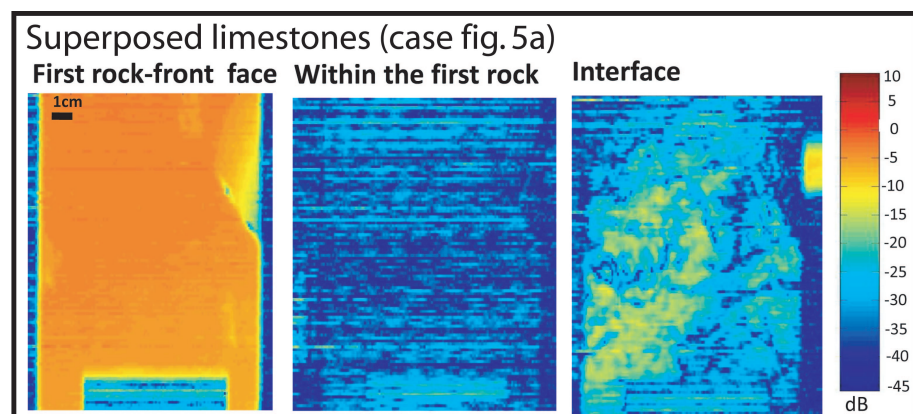 Superposed limestones (case fig. 5a)
First rock-front face
Within the first rock
Interface
1cm
10
5
0
-5
-10
-15
-20
-25
-30
-35
-40
-45
dB